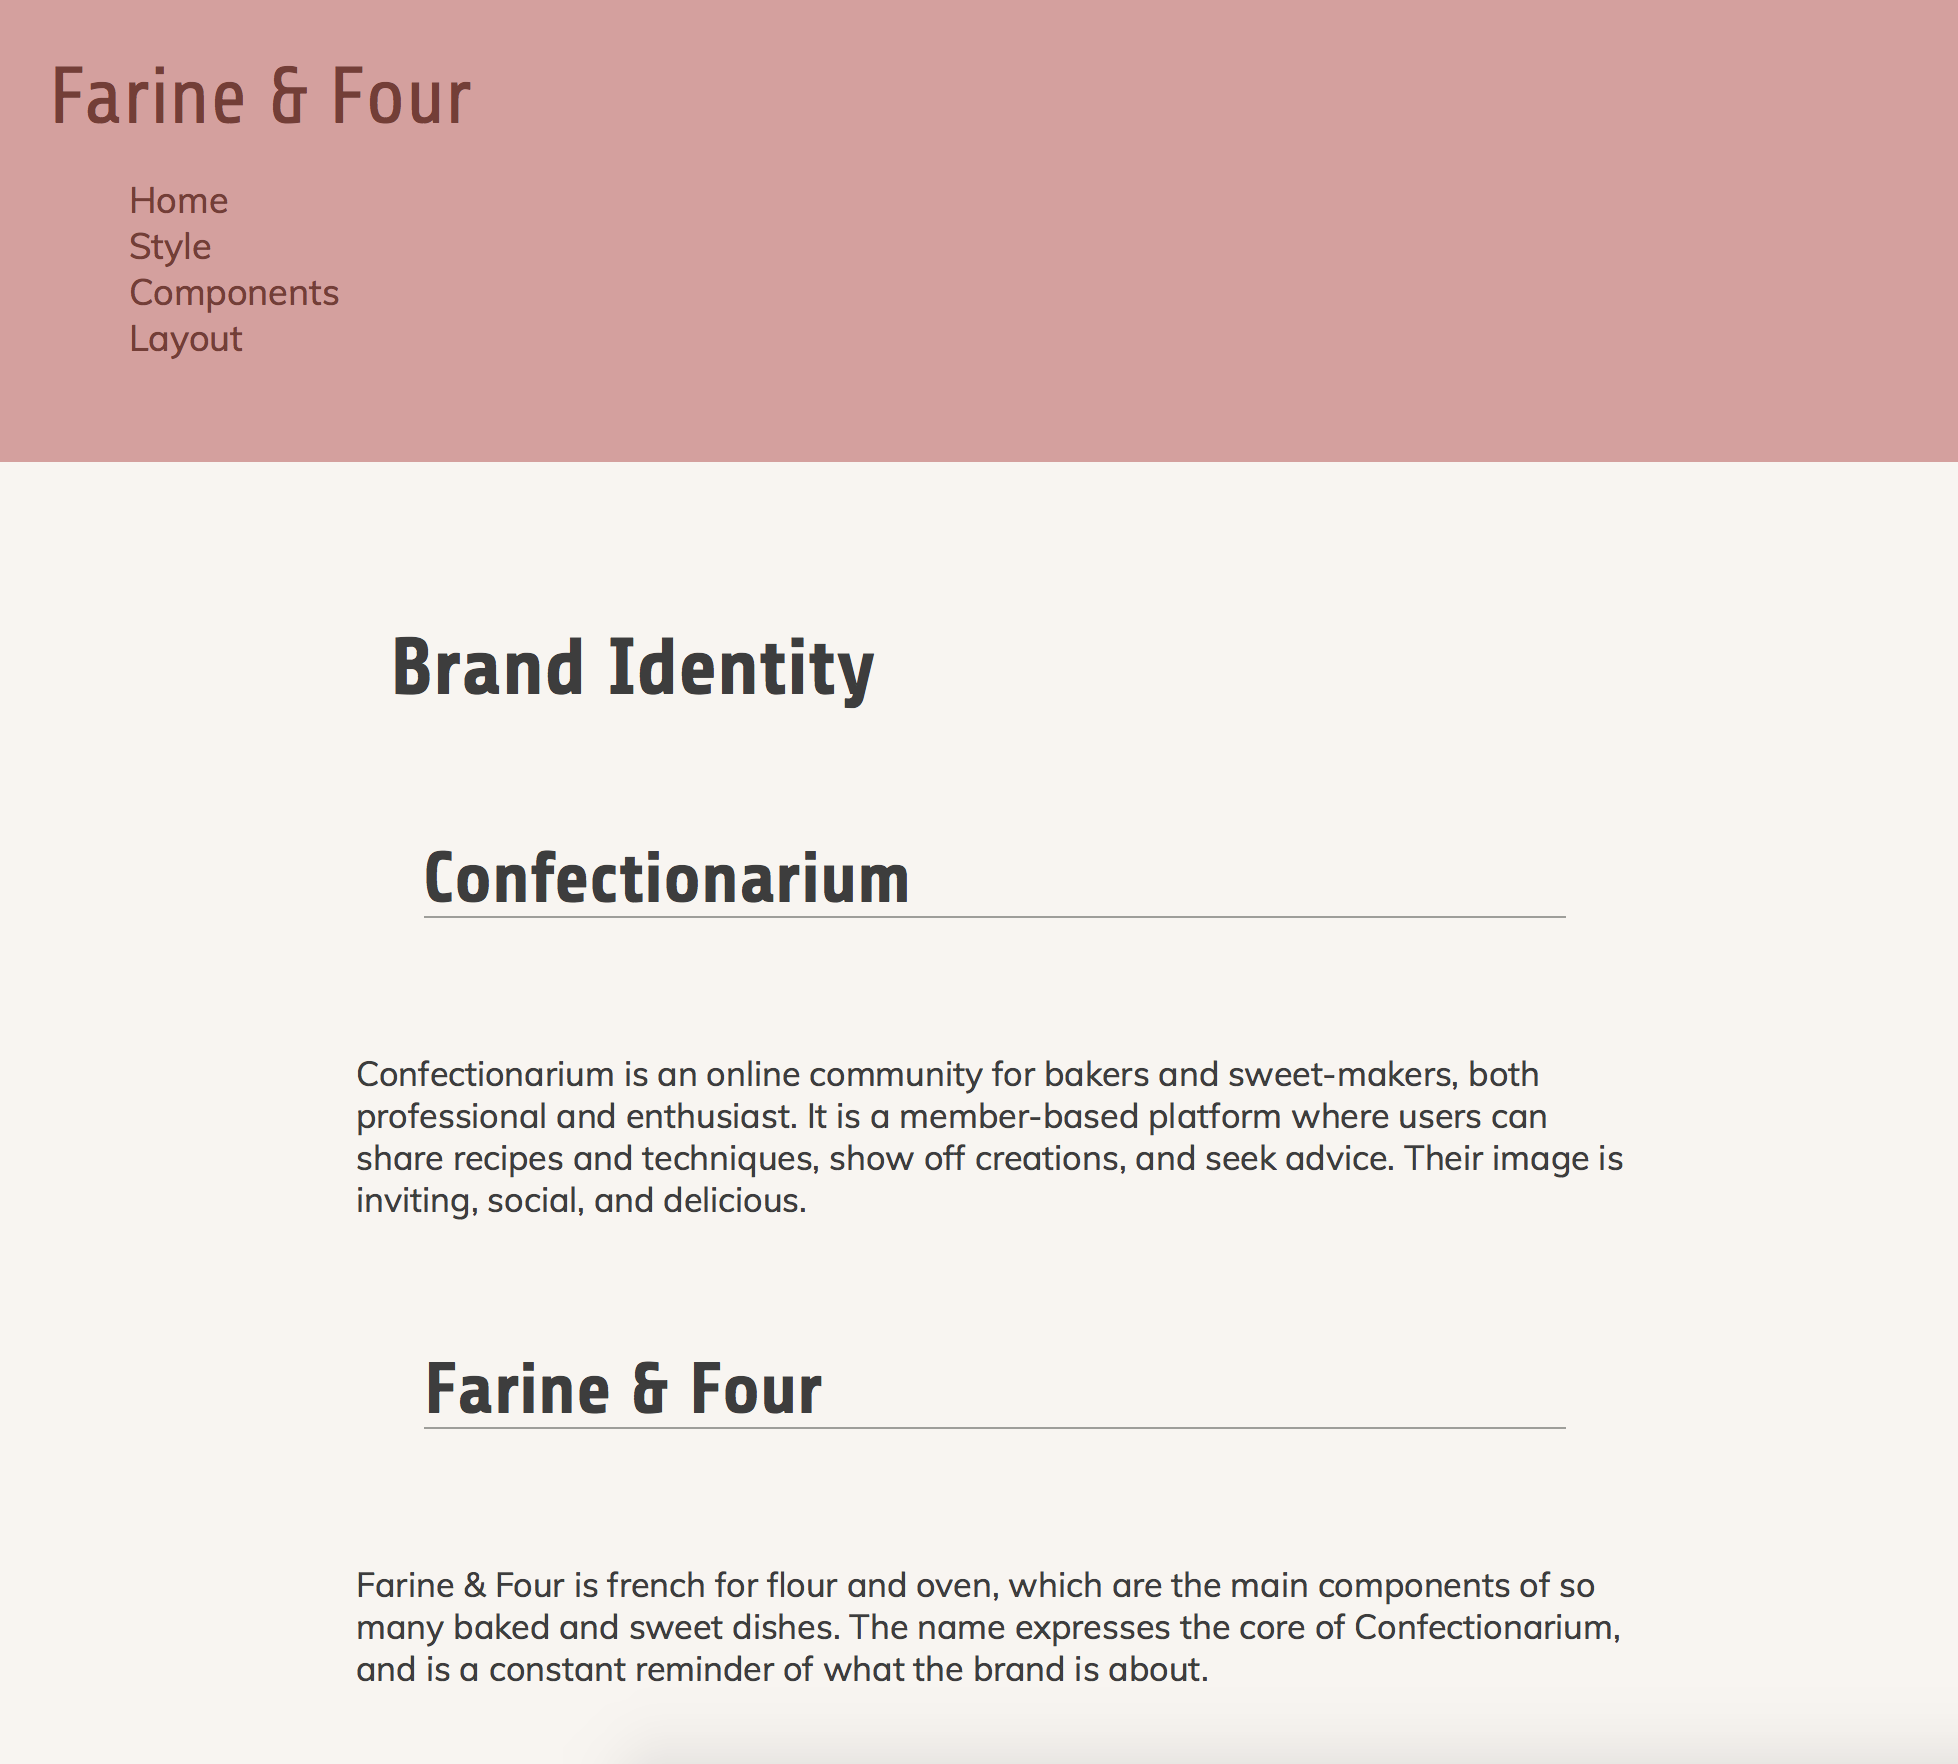 Farine & Four
Home
Style
Components
Layout
Brand Identity
Confectionarium
Confectionarium is an online community for bakers and sweet-makers, both
professional and enthusiast. It is a member-based platform where users can
share recipes and techniques, show off creations, and seek advice. Their image is
inviting, social, and delicious.
Farine & Four
Farine & Four is french for flour and oven, which are the main components of so
many baked and sweet dishes. The name expresses the core of Confectionarium,
and is a constant reminder of what the brand is about.